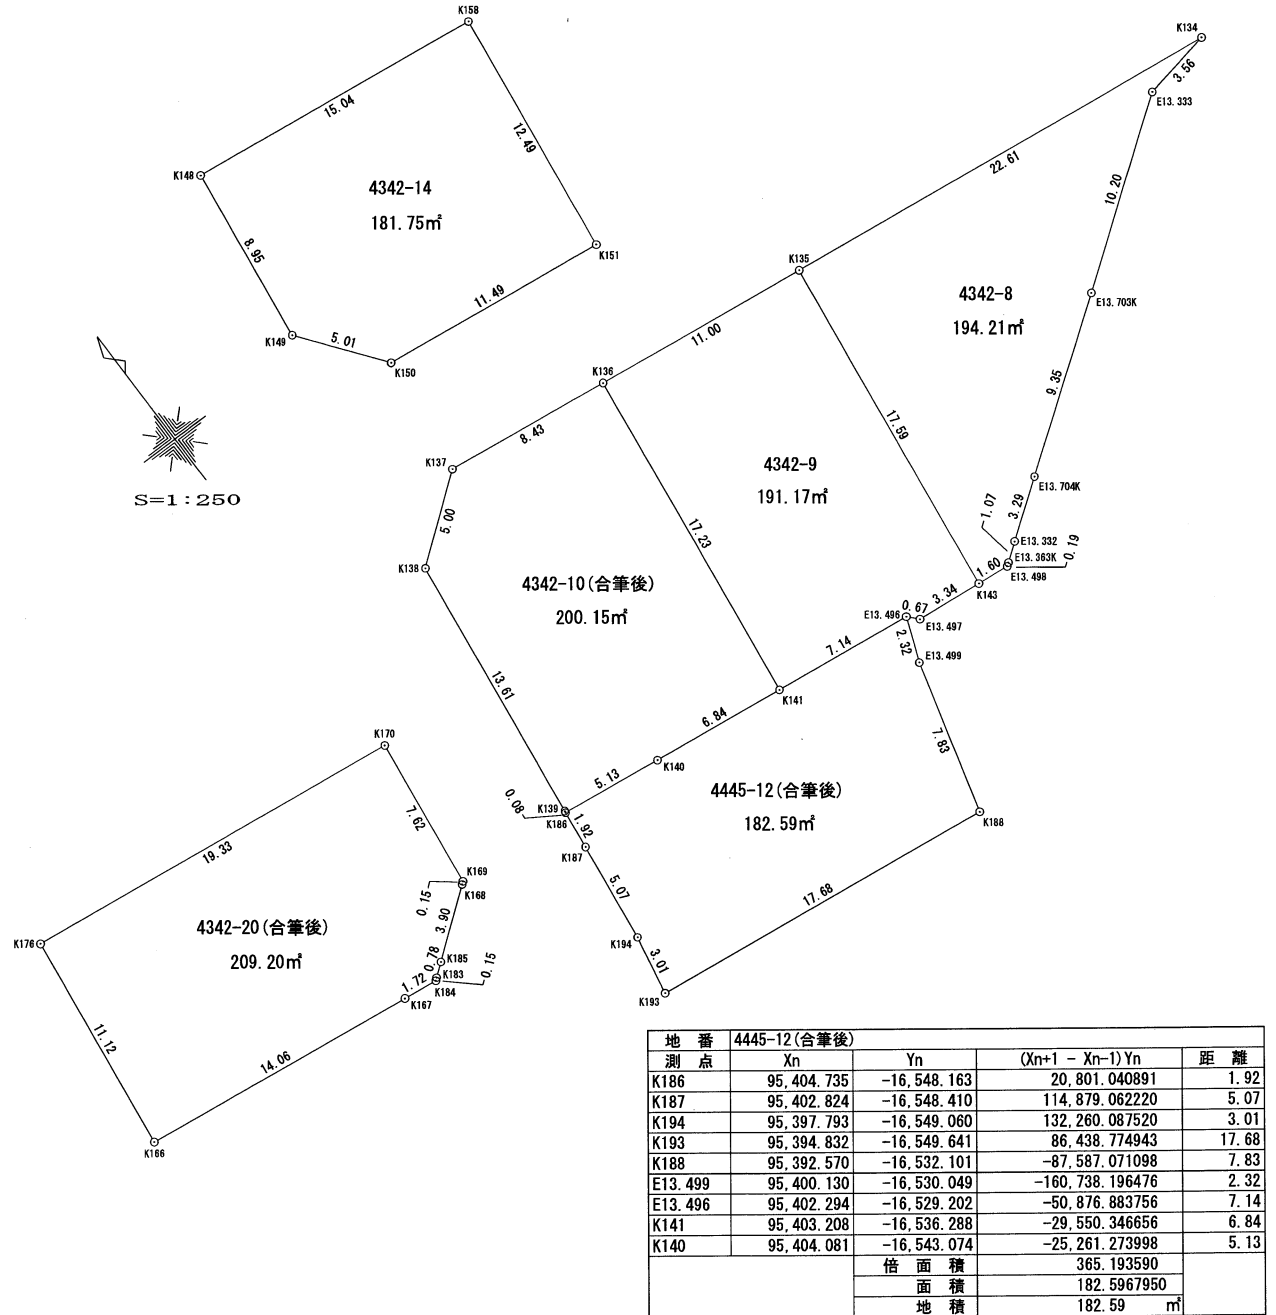 K158
K134
3.56
E13.333
15.04
12.49
22.61
K148
4342-14
181.75㎡
10.20
8.95
K151
K135
11.49
4342-8
194.21㎡
E13.703K
K149
5.01
K150
11.00
K136
9.35
8.43
17.59
K137
4342-9
191.17㎡
E13.704K
S=1:250
5.00
17.23
1.07
3.29
E13.332
0.19
E13.363K
E13.498
K138
4342-10(合筆後)
200.15㎡
1.60
K143
3.34
0.67
E13.496
E13.497
2.32
E13.499
7.14
13.61
K141
6.84
K170
7.83
K140
5.13
4445-12(合筆後)
182.59㎡
0.08
K139
K186
1.92
K188
7.62
K187
19.33
5.07
K169
K168
0.15
17.68
3.90
4342-20(合筆後)
209.20㎡
K176
K194
3.01
0.78
K185
K183
0.15
K184
1.72
K167
K193
11.12
14.06
K166
地 番 4445-12(合筆後)
測 点 Xn Yn (Xn+1 - Xn-1)Yn 距 離
K186 95,404.735 -16,548.163 20,801.040891 1.92
K187 95,402.824 -16,548.410 114,879.062220 5.07
K194 95,397.793 -16,549.060 132,260.087520 3.01
K193 95,394.832 -16,549.641 86,438.774943 17.68
K188 95,392.570 -16,532.101 -87,587.071098 7.83
E13.499 95,400.130 -16,530.049 -160,738.196476 2.32
E13.496 95,402.294 -16,529.202 -50,876.883756 7.14
K141 95,403.208 -16,536.288 -29,550.346656 6.84
K140 95,404.081 -16,543.074 -25,261.273998 5.13
倍 面 積 365.193590
面 積 182.5967950
地 積 182.59 ㎡